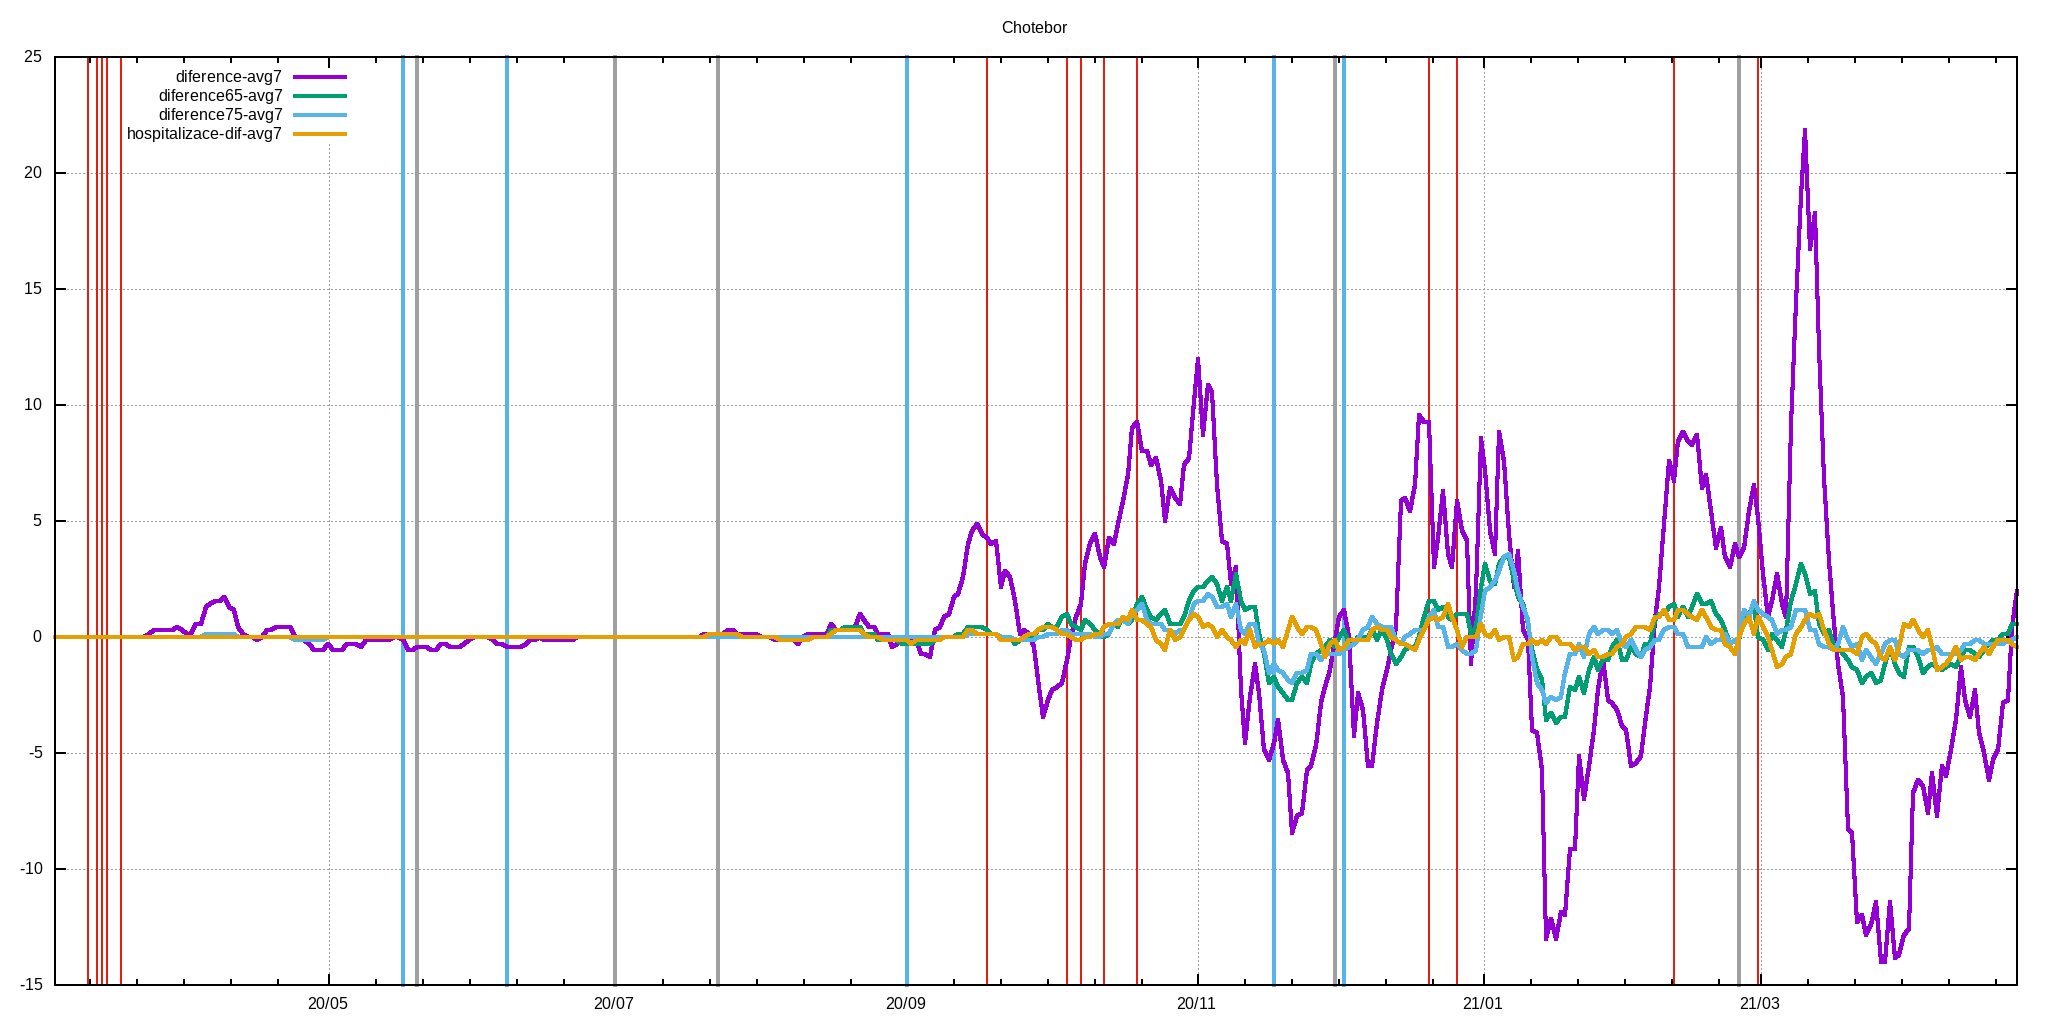 Chotebor
25
diference-avg7
diference65-avg7
diference75-avg7
hospitalizace-dif-avg7
20
15
10
5
0
-5
-10
-15
20/05 20/07 20/09 20/11 21/01 21/03